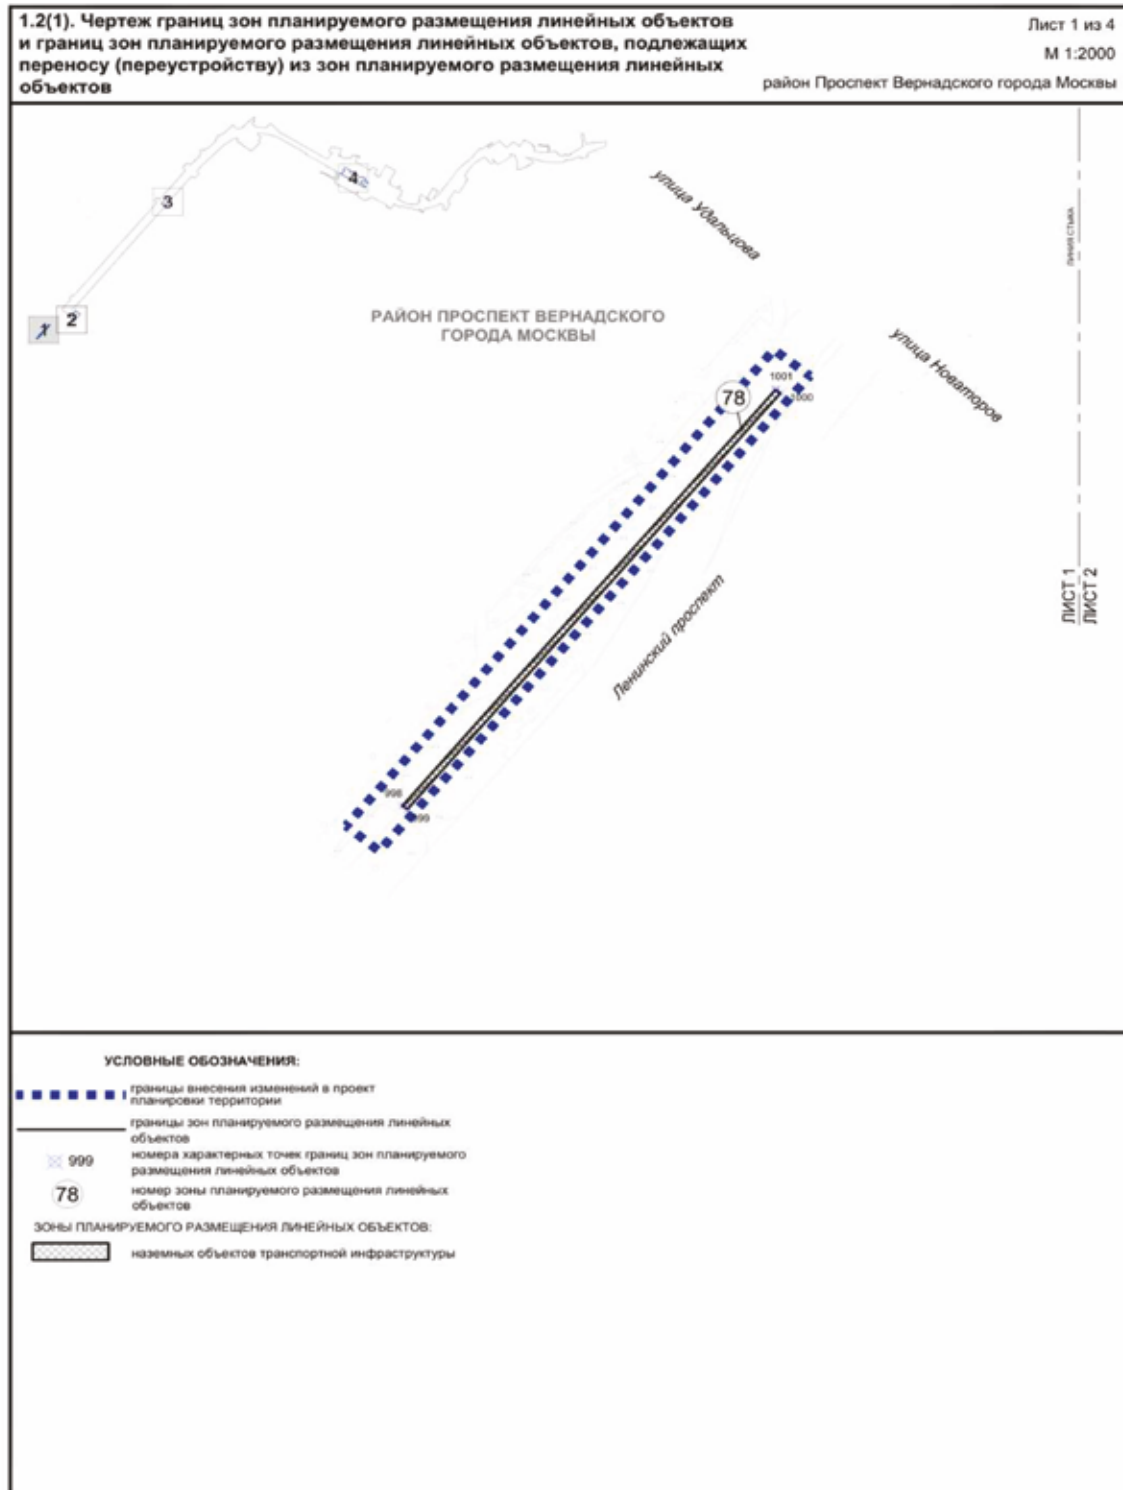 1.2(1). Чертеж границ зон планируемого размещения линейных объектов
и границ зон планируемого размещения линейных объектов, подлежащих
переносу (переустройству) из зон планируемого размещения линейных
объектов
Лист 1 из 4
М 1:2000
район Проспект Вернадского города Москвы
4
3
2
1
улица Удальцова
ЛИНИЯ СТЫКА
РАЙОН ПРОСПЕКТ ВЕРНАДСКОГО
ГОРОДА МОСКВЫ
улица Новаторов
1001
78
1000
ЛИСТ 1
ЛИСТ 2
Ленинский проспект
998
999
УСЛОВНЫЕ ОБОЗНАЧЕНИЯ:
границы внесения изменений в проект
планировки территории
границы зон планируемого размещения линейных
объектов
999
номера характерных точек границ зон планируемого
размещения линейных объектов
78
номер зоны планируемого размещения линейных
объектов
ЗОНЫ ПЛАНИРУЕМОГО РАЗМЕЩЕНИЯ ЛИНЕЙНЫХ ОБЪЕКТОВ:
наземных объектов транспортной инфраструктуры